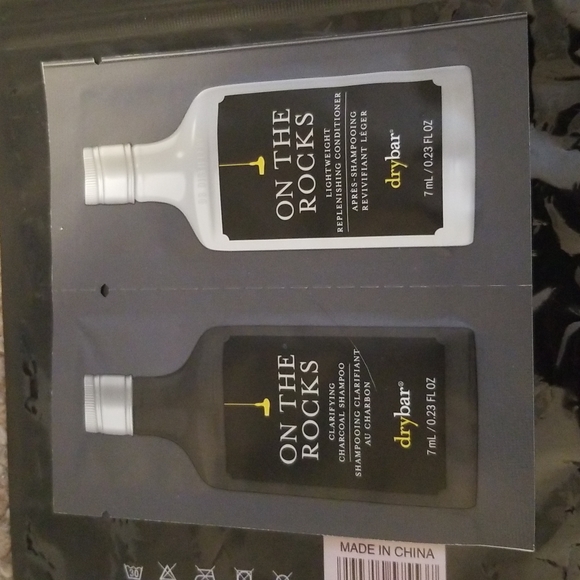 ON THE
ROCKS
LIGHTWEIGHT
REPLENISHING CONDITIONER
APRÈS-SHAMPOOING
REVIVIFIANT LÉGER
drybar®
7 mL / 0.23 FL OZ
ON THE
ROCKS
CLARIFYING
CHARCOAL SHAMPOO
SHAMPOOING CLARIFIANT
AU CHARBON
drybar®
7 mL / 0.23 FL OZ
MADE IN CHINA
30